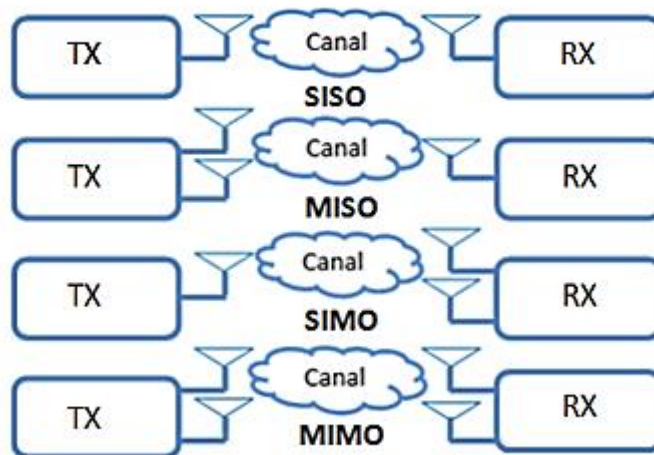 TX Canal RX
SISO
TX Canal RX
MISO
TX Canal RX
SIMO
TX Canal RX
MIMO